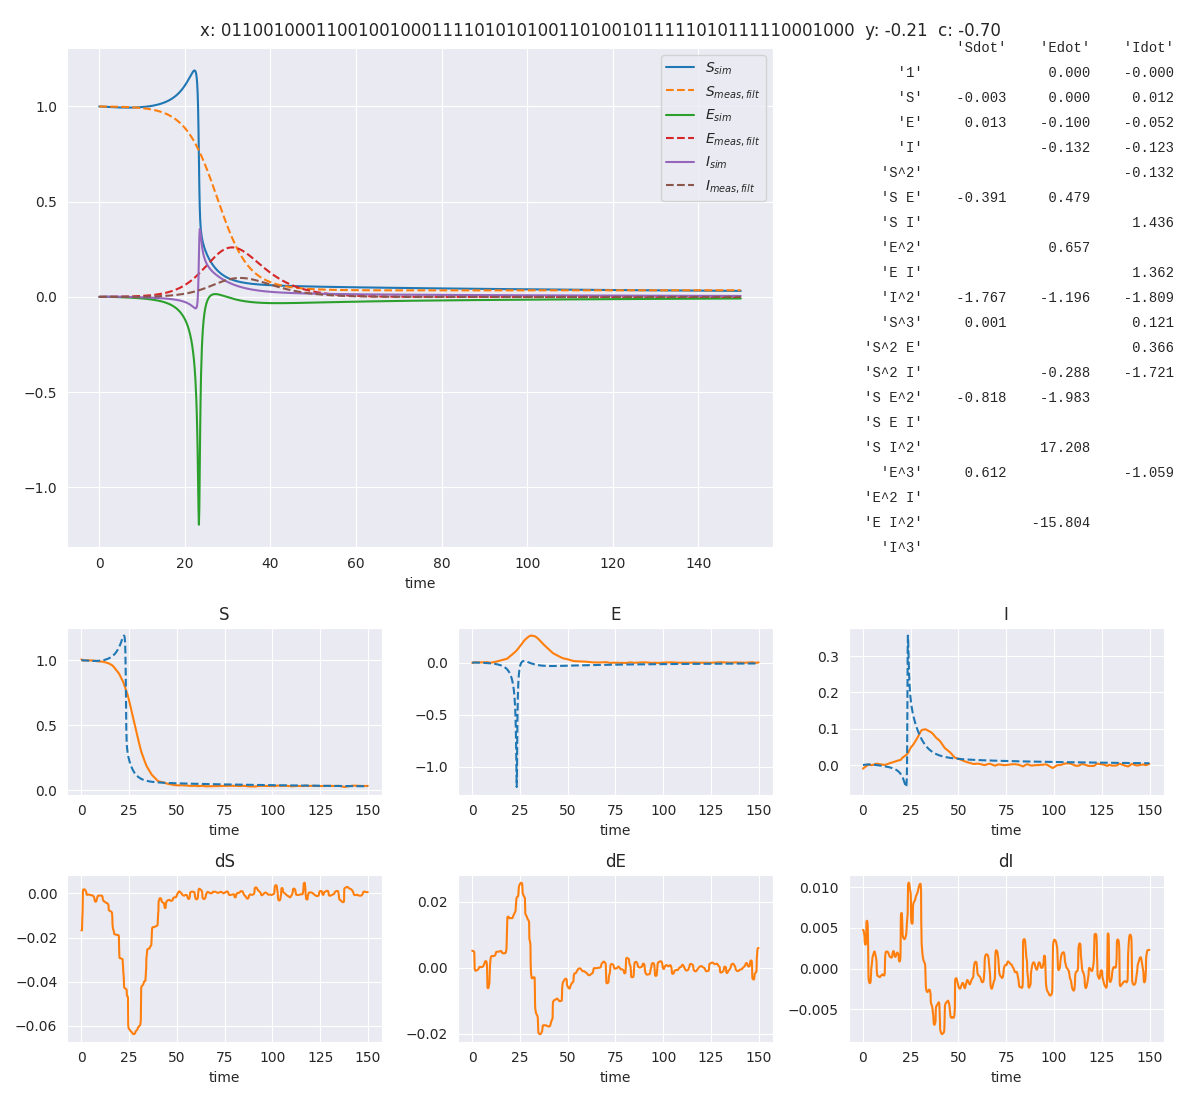 x: 011001000110010010001111010101001101001011111010111110001000  y: -0.21  c: -0.70
'Sdot' 'Edot' 'Idot'
'1' 0.000 -0.000
'S' -0.003 0.000 0.012
'E' 0.013 -0.100 -0.052
'I' -0.132 -0.123
'S^2' -0.132
'S E' -0.391 0.479
'S I' 1.436
'E^2' 0.657
'E I' 1.362
'I^2' -1.767 -1.196 -1.809
'S^3' 0.001 0.121
'S^2 E' 0.366
'S^2 I' -0.288 -1.721
'S E^2' -0.818 -1.983
'S E I'
'S I^2' 17.208
'E^3' 0.612 -1.059
'E^2 I'
'E I^2' -15.804
'I^3'
S_sim
S_meas,filt
E_sim
E_meas,filt
I_sim
I_meas,filt
1.0
0.5
0.0
−0.5
−1.0
0 20 40 60 80 100 120 140
time
S
1.0
0.5
0.0
0 25 50 75 100 125 150
time
E
0.0
−0.5
−1.0
0 25 50 75 100 125 150
time
I
0.3
0.2
0.1
0.0
0 25 50 75 100 125 150
time
dS
0.00
−0.02
−0.04
−0.06
0 25 50 75 100 125 150
time
dE
0.02
0.00
−0.02
0 25 50 75 100 125 150
time
dI
0.010
0.005
0.000
−0.005
0 25 50 75 100 125 150
time